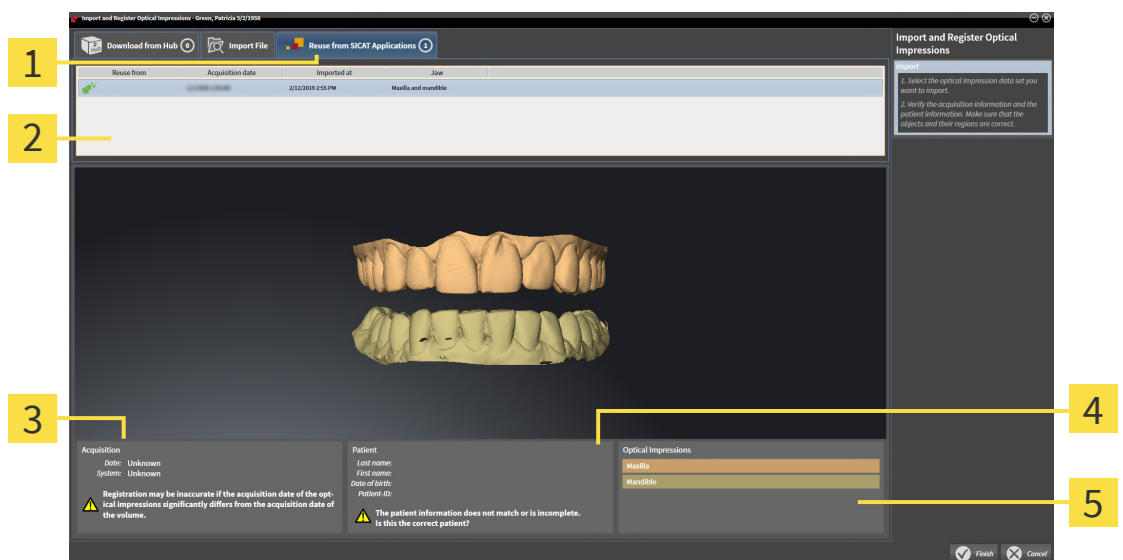 Import and Register Optical Impressions - Green, Patricia 5/2/1956
Download from Hub 0
Import File
Reuse from SICAT Applications 1
Hub
1
Reuse from Acquisition date Imported at Jaw
2/12/2019 2:55 PM Maxilla and mandible
2
Import and Register Optical
Impressions
Import
1. Select the optical impression data set you
want to import.
2. Verify the acquisition information and the
patient information. Make sure that the
objects and their regions are correct.
3
Acquisition
Date: Unknown
System: Unknown
Registration may be inaccurate if the acquisition date of the opt-
ical impressions significantly differs from the acquisition date of
the volume.
Patient
Last name:
First name:
Date of birth:
Patient-ID:
The patient information does not match or is incomplete.
Is this the correct patient?
4
Optical Impressions
Maxilla
Mandible
5
Finish
Cancel